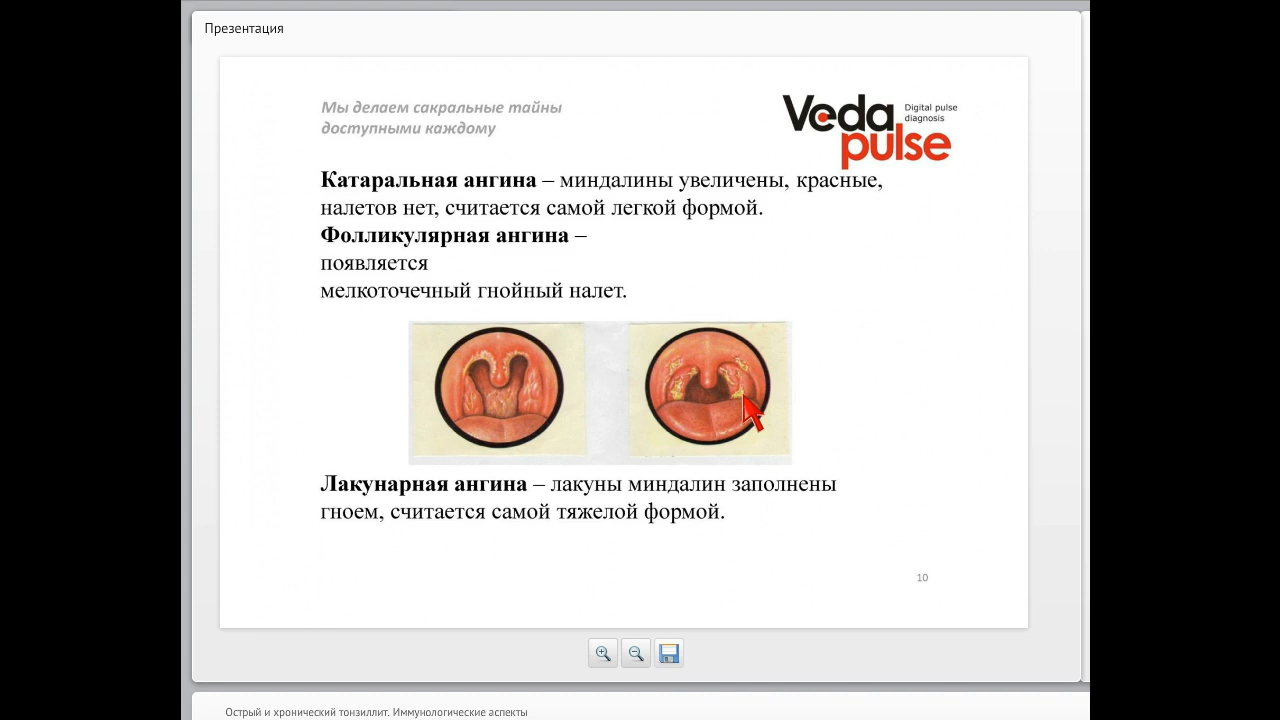 Презентация
Мы делаем сакральные тайны
доступными каждому
Veda
Digital pulse
diagnosis
pulse
Катаральная ангина – миндалины увеличены, красные,
налетов нет, считается самой легкой формой.
Фолликулярная ангина –
появляется
мелкоточечный гнойный налет.
Лакунарная ангина – лакуны миндалин заполнены
гноем, считается самой тяжелой формой.
10
Острый и хронический тонзиллит. Иммунологические аспекты